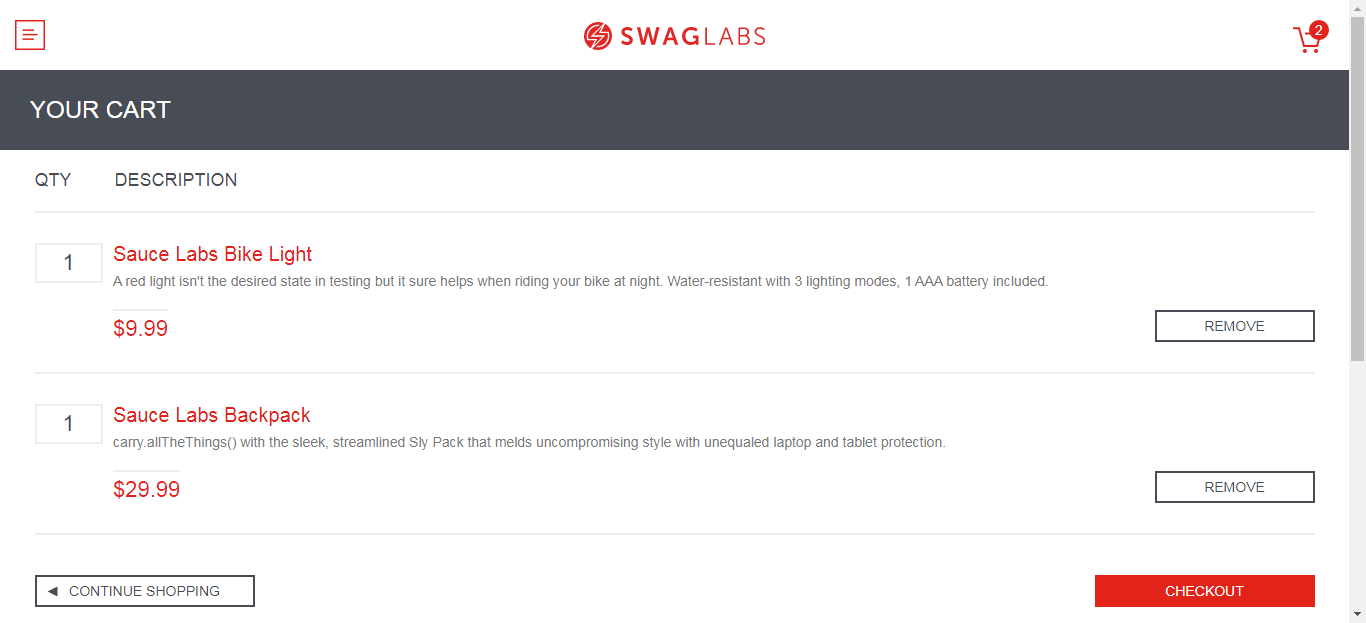 SWAGLABS
2
YOUR CART
QTY DESCRIPTION
1
Sauce Labs Bike Light
A red light isn't the desired state in testing but it sure helps when riding your bike at night. Water-resistant with 3 lighting modes, 1 AAA battery included.
$9.99
REMOVE
1
Sauce Labs Backpack
carry.allTheThings() with the sleek, streamlined Sly Pack that melds uncompromising style with unequaled laptop and tablet protection.
$29.99
REMOVE
CONTINUE SHOPPING
CHECKOUT